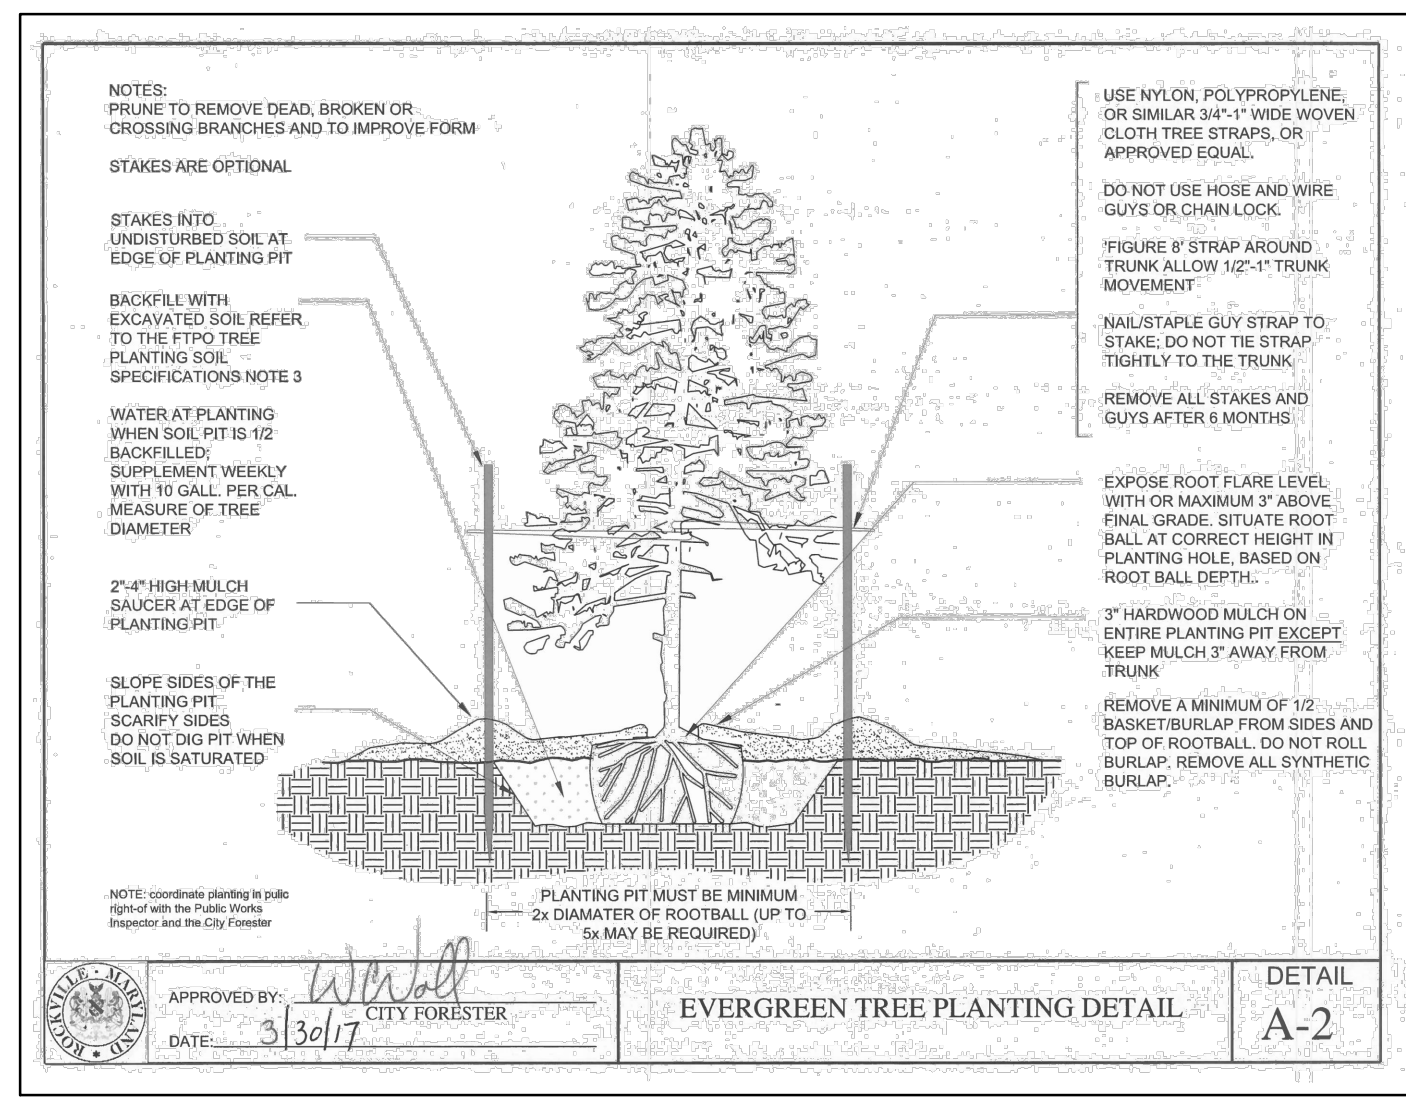 NOTES:
PRUNE TO REMOVE DEAD, BROKEN OR
CROSSING BRANCHES AND TO IMPROVE FORM
STAKES ARE OPTIONAL
STAKES INTO
UNDISTURBED SOIL AT
EDGE OF PLANTING PIT
BACKFILL WITH
EXCAVATED SOIL REFER
TO THE FTPO TREE
PLANTING SOIL
SPECIFICATIONS NOTE 3
WATER AT PLANTING
WHEN SOIL PIT IS 1/2
BACKFILLED;
SUPPLEMENT WEEKLY
WITH 10 GALL. PER CAL.
MEASURE OF TREE
DIAMETER
2"-4" HIGH MULCH
SAUCER AT EDGE OF
PLANTING PIT
SLOPE SIDES OF THE
PLANTING PIT
SCARIFY SIDES
DO NOT DIG PIT WHEN
SOIL IS SATURATED
NOTE: coordinate planting in pulic
right-of with the Public Works
Inspector and the City Forester
USE NYLON, POLYPROPYLENE,
OR SIMILAR 3/4"-1" WIDE WOVEN
CLOTH TREE STRAPS, OR
APPROVED EQUAL.
DO NOT USE HOSE AND WIRE
GUYS OR CHAIN LOCK.
'FIGURE 8' STRAP AROUND
TRUNK ALLOW 1/2"-1" TRUNK
MOVEMENT
NAIL/STAPLE GUY STRAP TO
STAKE; DO NOT TIE STRAP
TIGHTLY TO THE TRUNK
REMOVE ALL STAKES AND
GUYS AFTER 6 MONTHS
EXPOSE ROOT FLARE LEVEL
WITH OR MAXIMUM 3" ABOVE
FINAL GRADE. SITUATE ROOT
BALL AT CORRECT HEIGHT IN
PLANTING HOLE, BASED ON
ROOT BALL DEPTH..
3" HARDWOOD MULCH ON
ENTIRE PLANTING PIT EXCEPT
KEEP MULCH 3" AWAY FROM
TRUNK
REMOVE A MINIMUM OF 1/2
BASKET/BURLAP FROM SIDES AND
TOP OF ROOTBALL. DO NOT ROLL
BURLAP. REMOVE ALL SYNTHETIC
BURLAP.
PLANTING PIT MUST BE MINIMUM
2x DIAMATER OF ROOTBALL (UP TO
5x MAY BE REQUIRED)
ROCKVILLE • MARYLAND
APPROVED BY: WCWall
CITY FORESTER
DATE: 3/30/17
EVERGREEN TREE PLANTING DETAIL
DETAIL
A-2